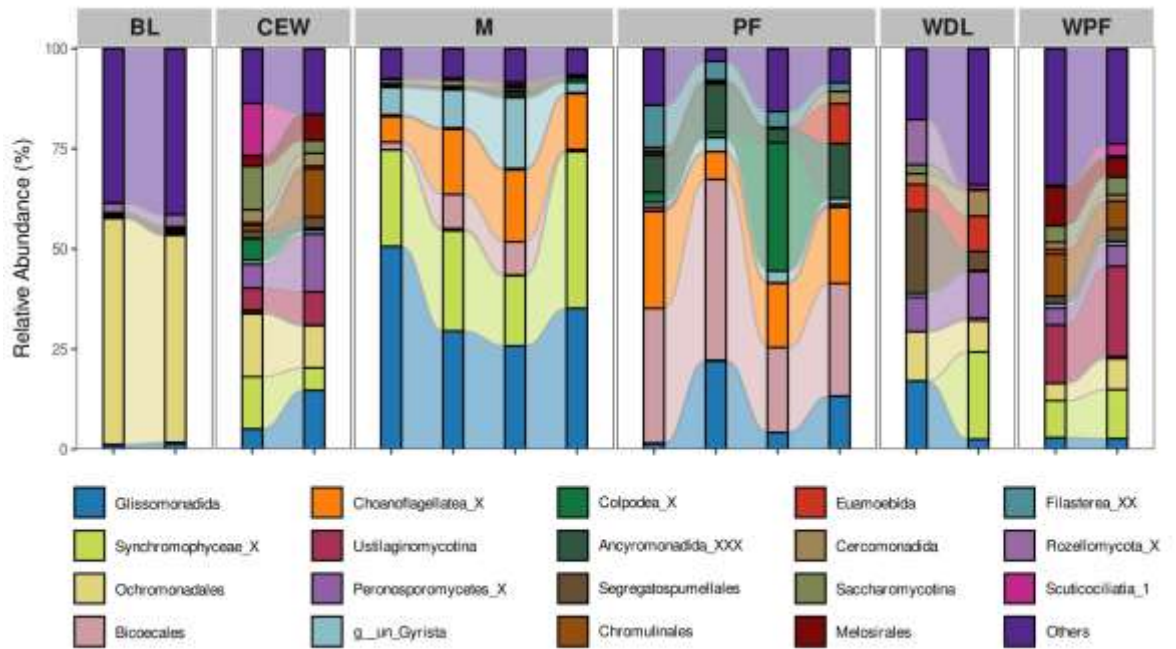 BL CEW M PF WDL WPF
100
75
50
25
0
Relative Abundance (%)
Glissomonadida Choanoflagellatea_X Colpodea_X Euamoebida Filasterea_XX
Synchromophyceae_X Ustilaginomycotina Ancyromonadida_XXX Cercomonadida Rozellomycota_X
Ochromonadales Peronosporomycetes_X Segregatospumellales Saccharomycotina Scuticociliatia_1
Bicoecales g__un_Gyrista Chromulinales Melosirales Others